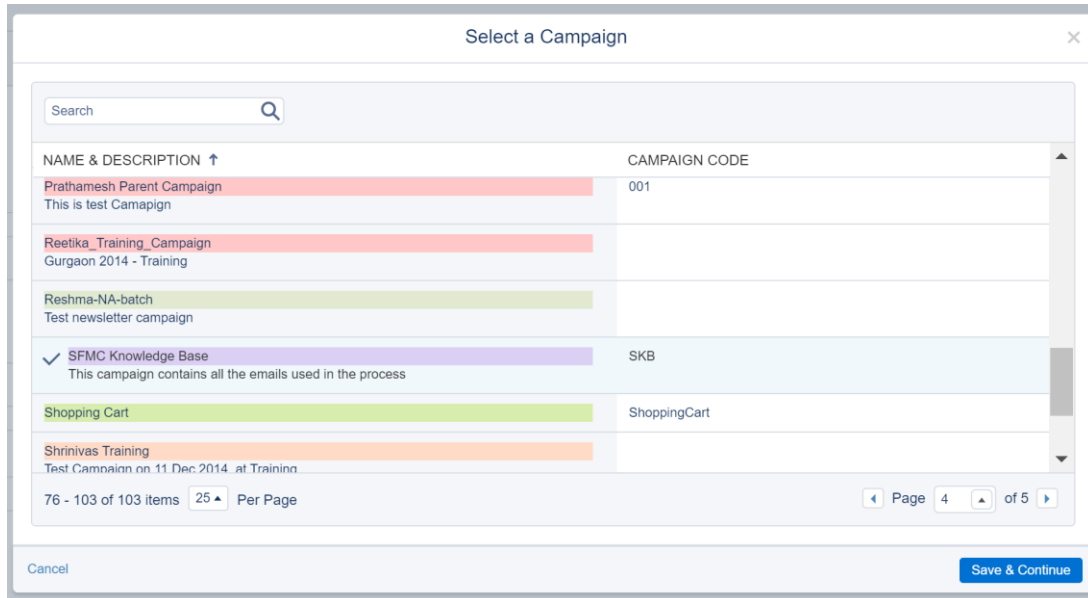 Select a Campaign
Search
NAME & DESCRIPTION CAMPAIGN CODE
Prathamesh Parent Campaign 001
This is test Camapign
Reetika_Training_Campaign
Gurgaon 2014 - Training
Reshma-NA-batch
Test newsletter campaign
SFMC Knowledge Base SKB
This campaign contains all the emails used in the process
Shopping Cart ShoppingCart
Shrinivas Training
Test Campaign on 11 Dec 2014 at Training
76 - 103 of 103 items 25 Per Page Page 4 of 5
Cancel Save & Continue